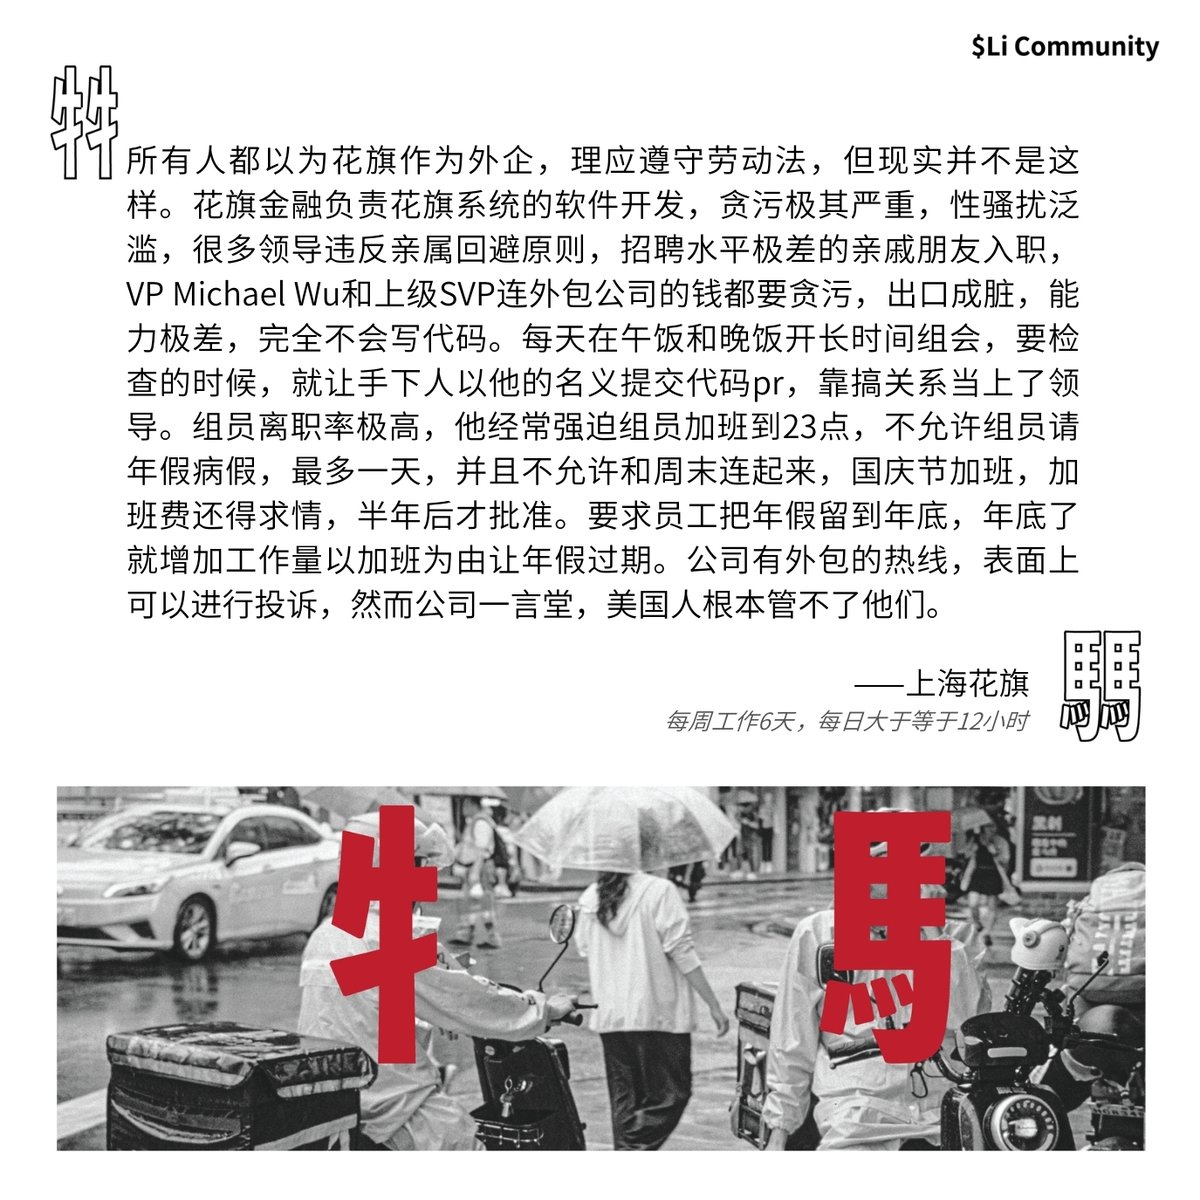 $Li Community
牛牛
所有人都以为花旗作为外企，理应遵守劳动法，但现实并不是这
样。花旗金融负责花旗系统的软件开发，贪污极其严重，性骚扰泛
滥，很多领导违反亲属回避原则，招聘水平极差的亲戚朋友入职，
VP Michael Wu和上级SVP连外包公司的钱都要贪污，出口成脏，能
力极差，完全不会写代码。每天在午饭和晚饭开长时间组会，要检
查的时候，就让手下人以他的名义提交代码pr，靠搞关系当上了领
导。组员离职率极高，他经常强迫组员加班到23点，不允许组员请
年假病假，最多一天，并且不允许和周末连起来，国庆节加班，加
班费还得求情，半年后才批准。要求员工把年假留到年底，年底了
就增加工作量以加班为由让年假过期。公司有外包的热线，表面上
可以进行投诉，然而公司一言堂，美国人根本管不了他们。
——上海花旗
每周工作6天，每日大于等于12小时
馬馬
牛 馬